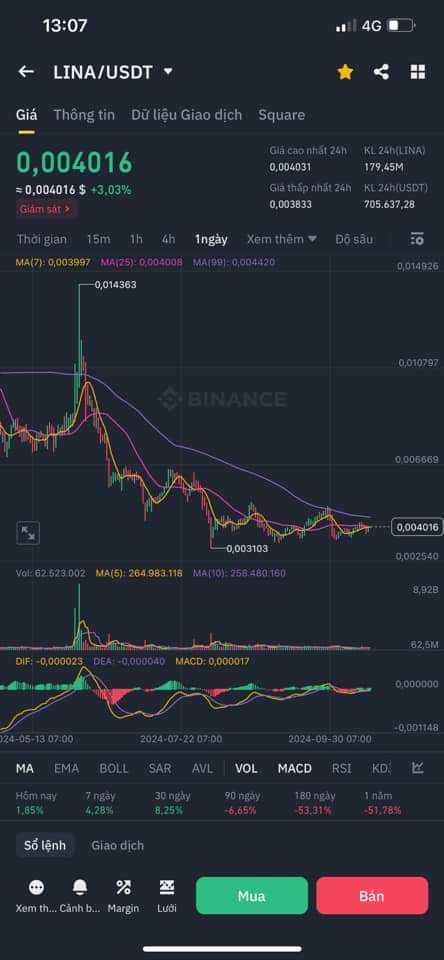 13:07
4G
LINA/USDT
Giá Thông tin Dữ liệu Giao dịch Square
0,004016
≈ 0,004016 $ +3,03%
Giám sát >
Giá cao nhất 24h KL 24h(LINA)
0,004031 179,45M
Giá thấp nhất 24h KL 24h(USDT)
0,003833 705.637,28
Thời gian 15m 1h 4h 1ngày Xem thêm Độ sâu
MA(7): 0,003997 MA(25): 0,004008 MA(99): 0,004420
0,014926
0,014363
0,010797
BINANCE
0,006669
0,004016
0,003103
0,002540
Vol: 62.523.002 MA(5): 264.983.118 MA(10): 258.480.160
8,92B
62,5M
DIF: -0,000023 DEA: -0,000040 MACD: 0,000017
0,000000
-0,001148
024-05-13 07:00 2024-07-22 07:00 2024-09-30 07:00
MA EMA BOLL SAR AVL VOL MACD RSI KDJ
Hôm nay 7 ngày 30 ngày 90 ngày 180 ngày 1 năm
1,85% 4,28% 8,25% -6,65% -53,31% -51,78%
Sổ lệnh Giao dịch
Xem th... Cảnh b... Margin Lưới
Mua
Bán